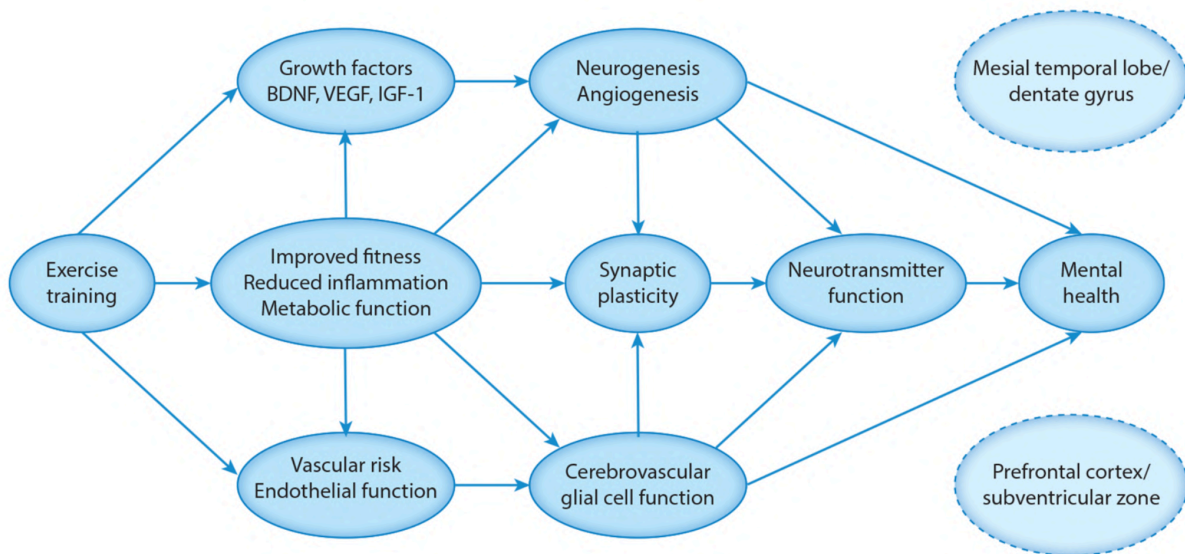 Growth factors
BDNF, VEGF, IGF-1
Neurogenesis
Angiogenesis
Mesial temporal lobe/
dentate gyrus
Exercise
training
Improved fitness
Reduced inflammation
Metabolic function
Synaptic
plasticity
Neurotransmitter
function
Mental
health
Vascular risk
Endothelial function
Cerebrovascular
glial cell function
Prefrontal cortex/
subventricular zone